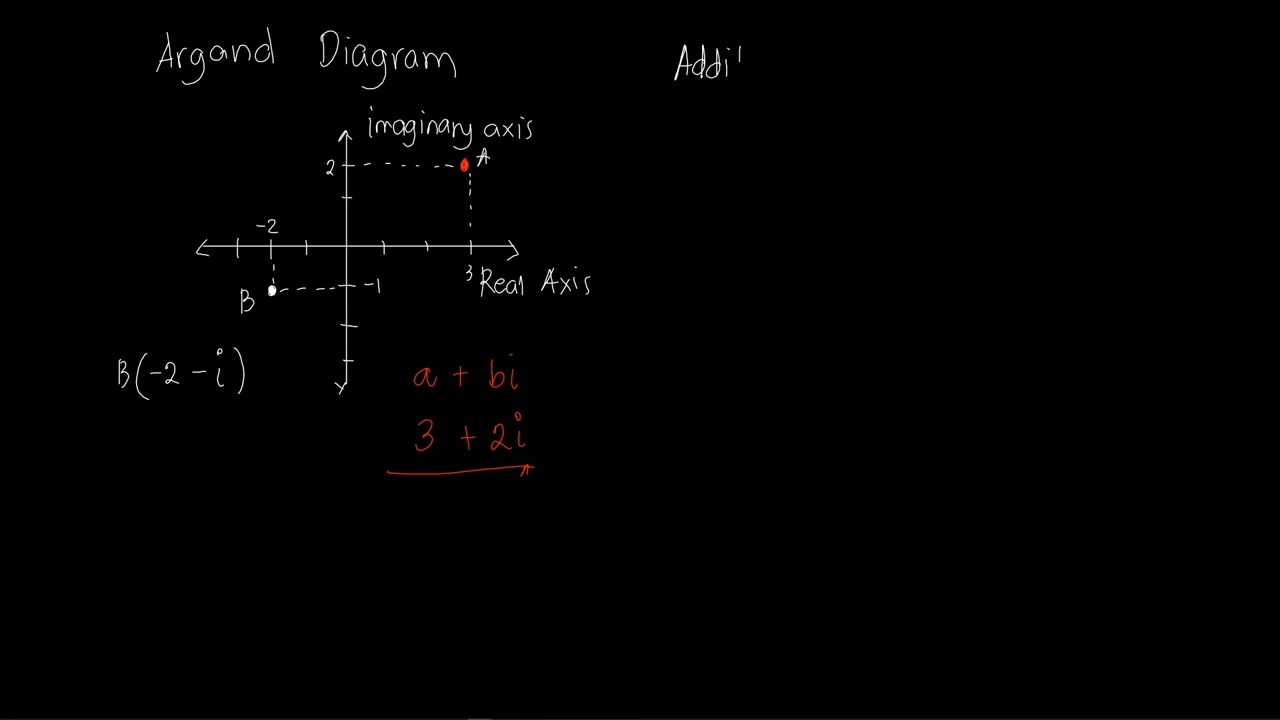 Argand Diagram
Addi
imaginary axis
2
A
-2
3
Real Axis
B
-1
B(-2 - i)
a + bi
3 + 2i